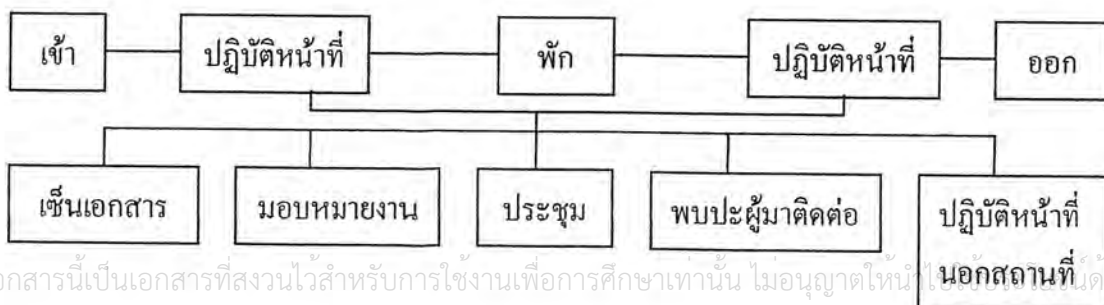 เข้า
ปฏิบัติหน้าที่
พัก
ปฏิบัติหน้าที่
ออก
เซ็นเอกสาร
มอบหมายงาน
ประชุม
พบปะผู้มาติดต่อ
ปฏิบัติหน้าที่
นอกสถานที่
เอกสารนี้เป็นเอกสารที่สงวนไว้สำหรับการใช้งานเพื่อการศึกษาเท่านั้น ไม่อนุญาตให้นำไป